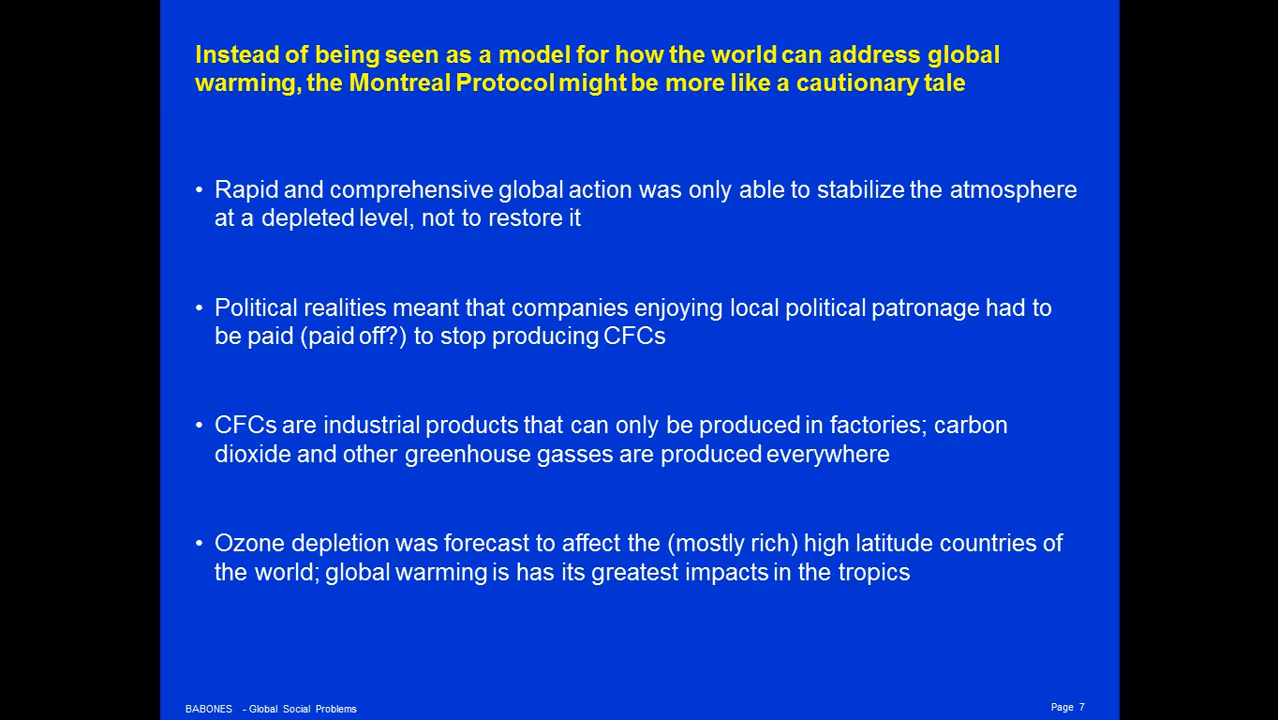 Instead of being seen as a model for how the world can address global
warming, the Montreal Protocol might be more like a cautionary tale
• Rapid and comprehensive global action was only able to stabilize the atmosphere
at a depleted level, not to restore it
• Political realities meant that companies enjoying local political patronage had to
be paid (paid off?) to stop producing CFCs
• CFCs are industrial products that can only be produced in factories; carbon
dioxide and other greenhouse gasses are produced everywhere
• Ozone depletion was forecast to affect the (mostly rich) high latitude countries of
the world; global warming is has its greatest impacts in the tropics
BABONES - Global Social Problems
Page 7